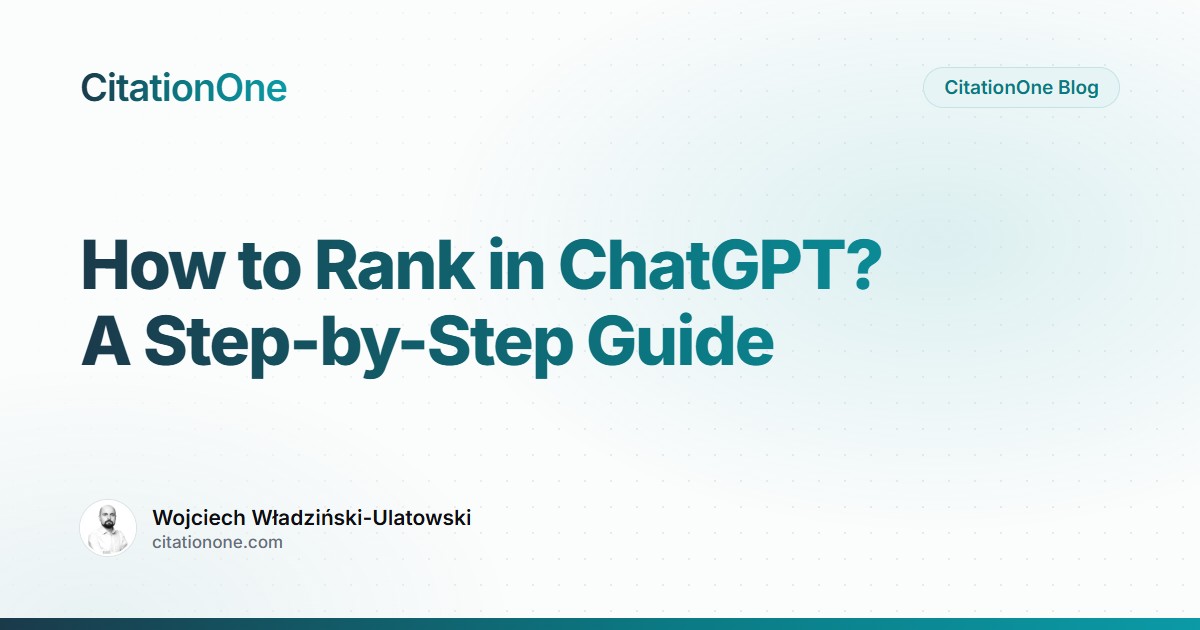 CitationOne
CitationOne Blog
How to Rank in ChatGPT?
A Step-by-Step Guide
Wojciech Władziński-Ulatowski
citationone.com